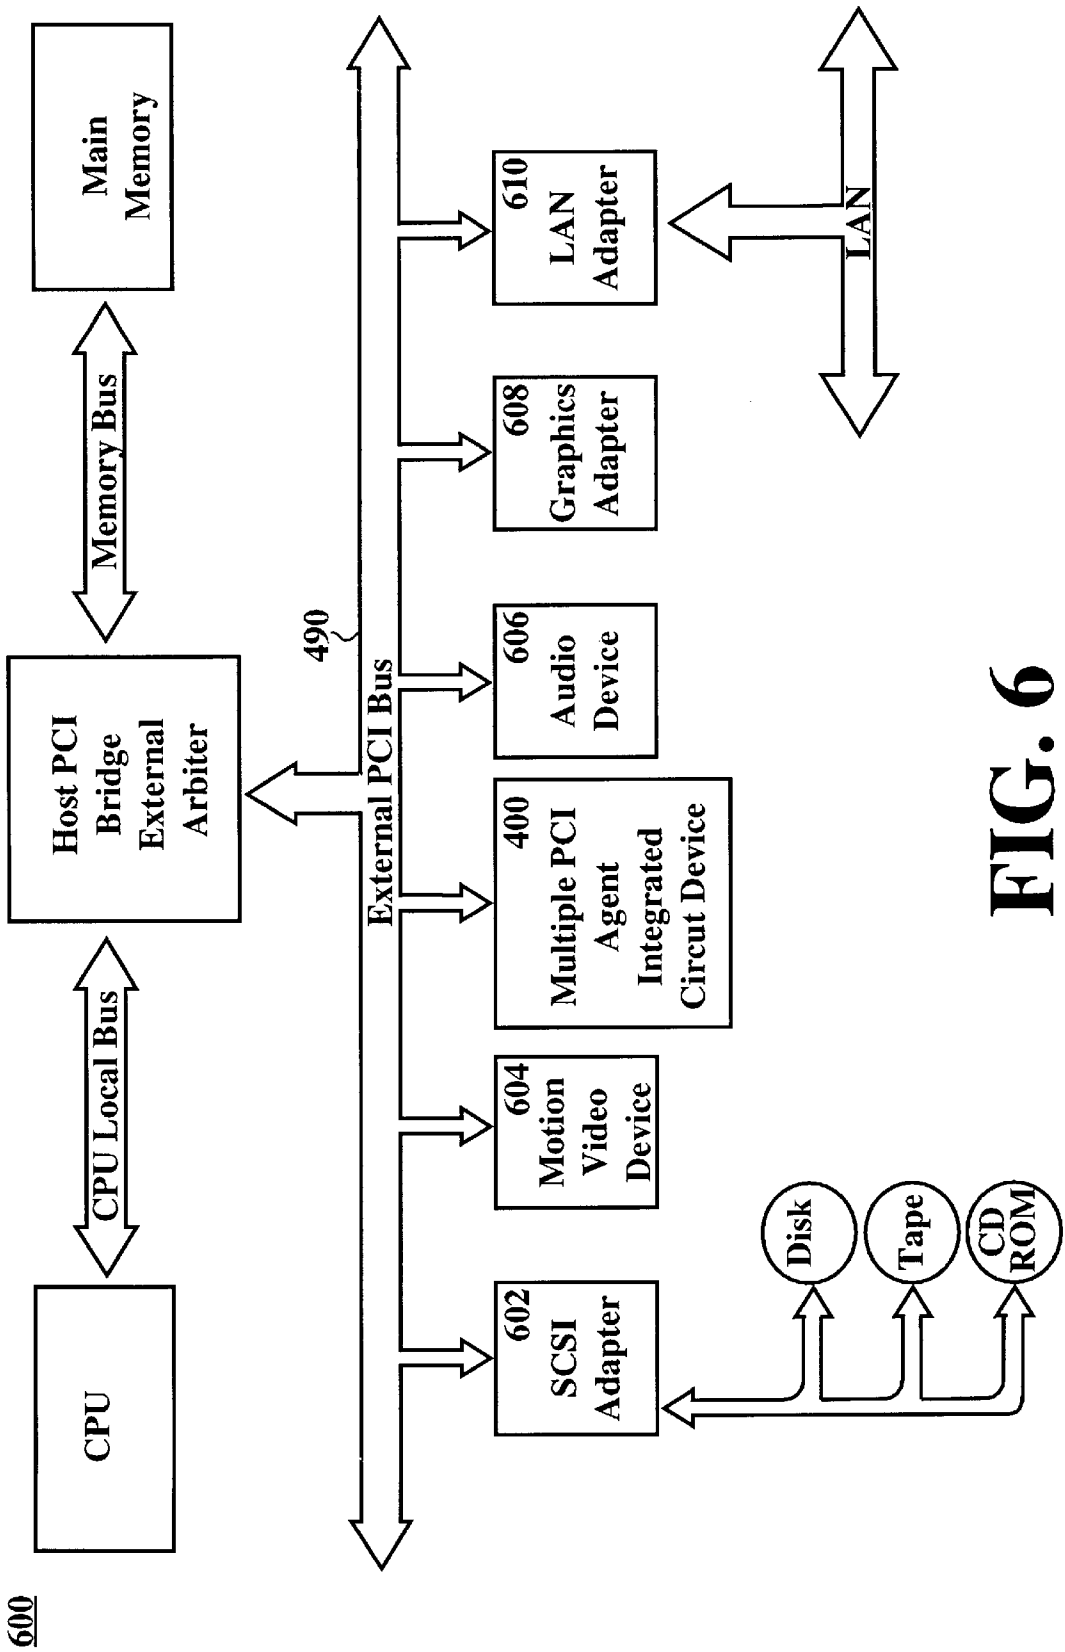 600
CPU
CPU Local Bus
Host PCI
Bridge
External
Arbiter
Memory Bus
Main
Memory
490
External PCI Bus
602
SCSI
Adapter
604
Motion
Video
Device
400
Multiple PCI
Agent
Integrated
Circut Device
606
Audio
Device
608
Graphics
Adapter
610
LAN
Adapter
Disk
Tape
CD
ROM
LAN
FIG. 6